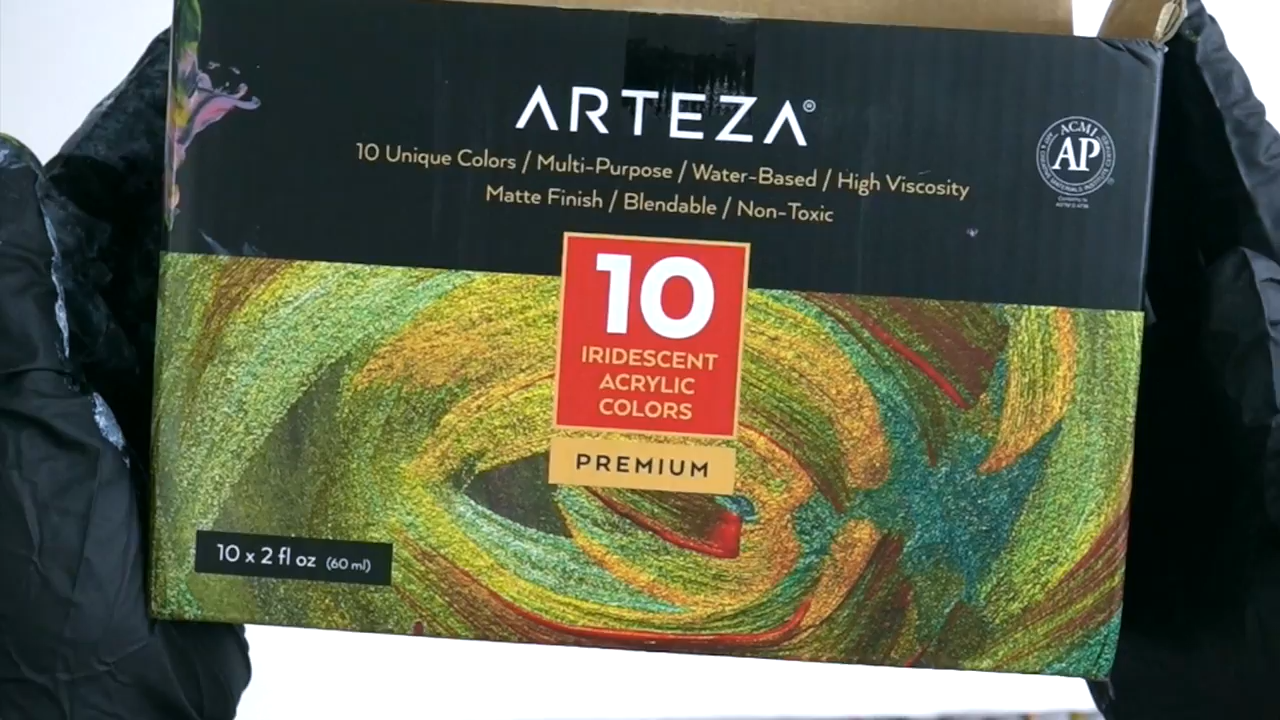 ARTEZA®
10 Unique Colors / Multi-Purpose / Water-Based / High Viscosity
Matte Finish / Blendable / Non-Toxic
ACMI
AP
10
IRIDESCENT
ACRYLIC
COLORS
PREMIUM
10 x 2 fl oz (60 ml)